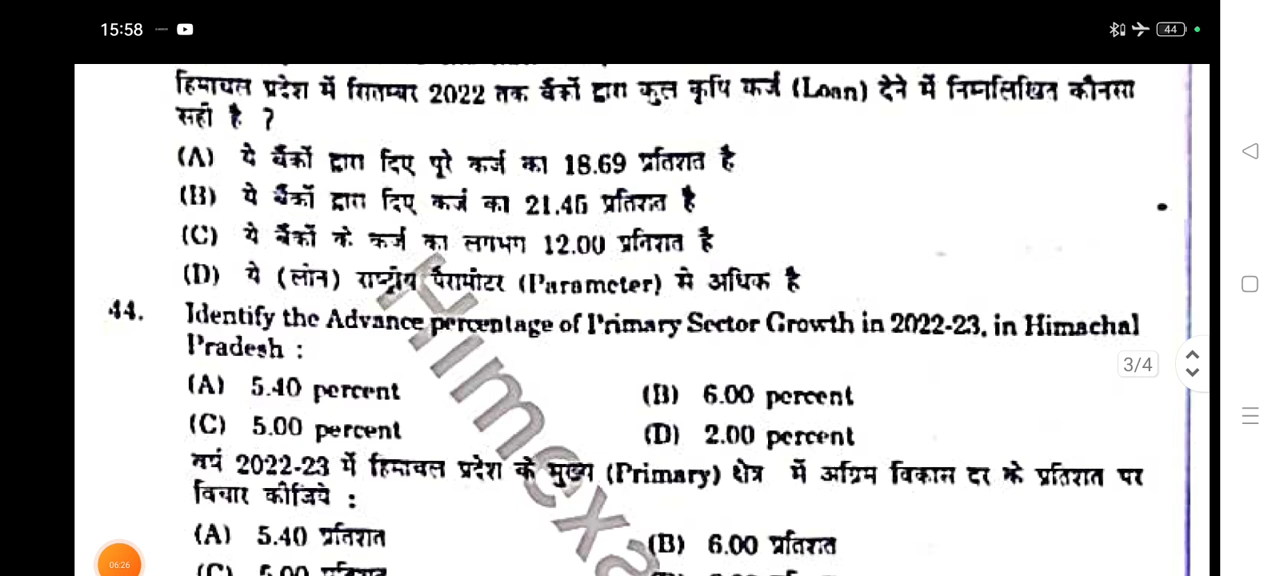 15:58
44
हिमाचल प्रदेश में सितम्बर 2022 तक बैंकों द्वारा कुल कृषि कर्ज (Loan) देने में निम्नलिखित कौनसा
सही है ?
(A) ये बैंकों द्वारा दिए पूरे कर्ज का 18.69 प्रतिशत है
(B) ये बैंकों द्वारा दिए कर्ज का 21.45 प्रतिशत है
(C) ये बैंकों के कर्ज का लगभग 12.00 प्रतिशत है
(D) ये (लोन) राष्ट्रीय पैरामीटर (Parameter) से अधिक है
44. Identify the Advance percentage of Primary Sector Growth in 2022-23, in Himachal
Pradesh :
3/4
(A) 5.40 percent (B) 6.00 percent
(C) 5.00 percent (D) 2.00 percent
वर्ष 2022-23 में हिमाचल प्रदेश के मुख्य (Primary) क्षेत्र में अग्रिम विकास दर के प्रतिशत पर
विचार कीजिये :
(A) 5.40 प्रतिशत (B) 6.00 प्रतिशत
06:26
Himexa